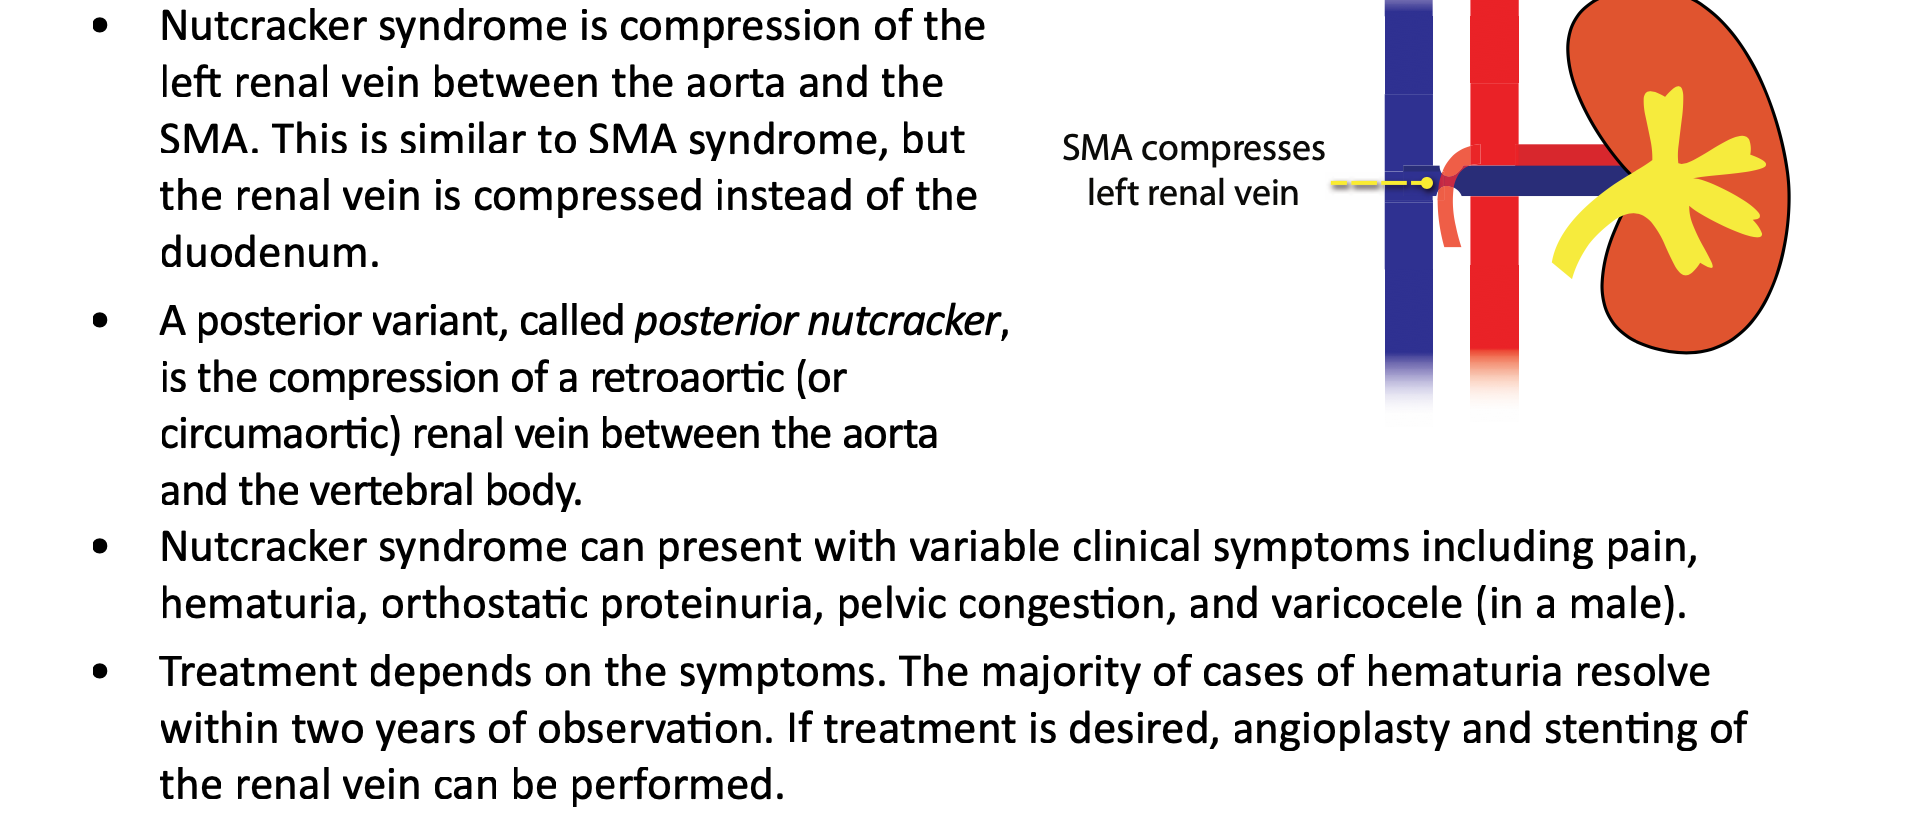 • Nutcracker syndrome is compression of the
left renal vein between the aorta and the
SMA. This is similar to SMA syndrome, but
the renal vein is compressed instead of the
duodenum.
SMA compresses
left renal vein
• A posterior variant, called posterior nutcracker,
is the compression of a retroaortic (or
circumaortic) renal vein between the aorta
and the vertebral body.
• Nutcracker syndrome can present with variable clinical symptoms including pain,
hematuria, orthostatic proteinuria, pelvic congestion, and varicocele (in a male).
• Treatment depends on the symptoms. The majority of cases of hematuria resolve
within two years of observation. If treatment is desired, angioplasty and stenting of
the renal vein can be performed.